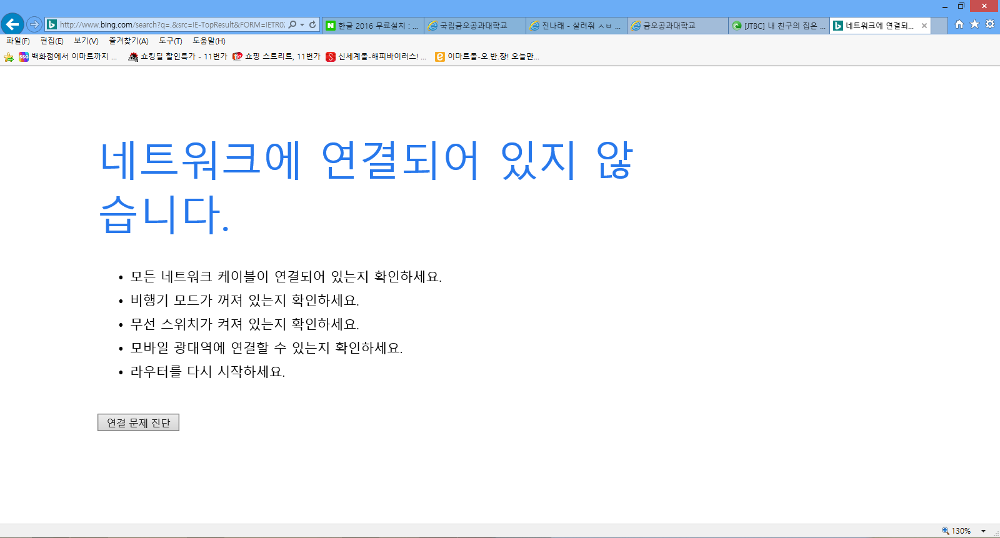 http://www.bing.com/search?q=.&src=IE-TopResult&FORM=IETR02
한글 2016 무료설치 : ...
국립금오공과대학교
진나래 - 살려줘 ㅅㅂ ...
금오공과대학교
[JTBC] 내 친구의 집은 ...
네트워크에 연결되...
파일(F) 편집(E) 보기(V) 즐겨찾기(A) 도구(T) 도움말(H)
백화점에서 이마트까지 ... 쇼킹딜 할인특가 - 11번가 쇼핑 스트리트, 11번가 신세계몰-해피바이러스! ... 이마트몰-오.반.장! 오늘만...
네트워크에 연결되어 있지 않
습니다.
• 모든 네트워크 케이블이 연결되어 있는지 확인하세요.
• 비행기 모드가 꺼져 있는지 확인하세요.
• 무선 스위치가 켜져 있는지 확인하세요.
• 모바일 광대역에 연결할 수 있는지 확인하세요.
• 라우터를 다시 시작하세요.
연결 문제 진단
130%